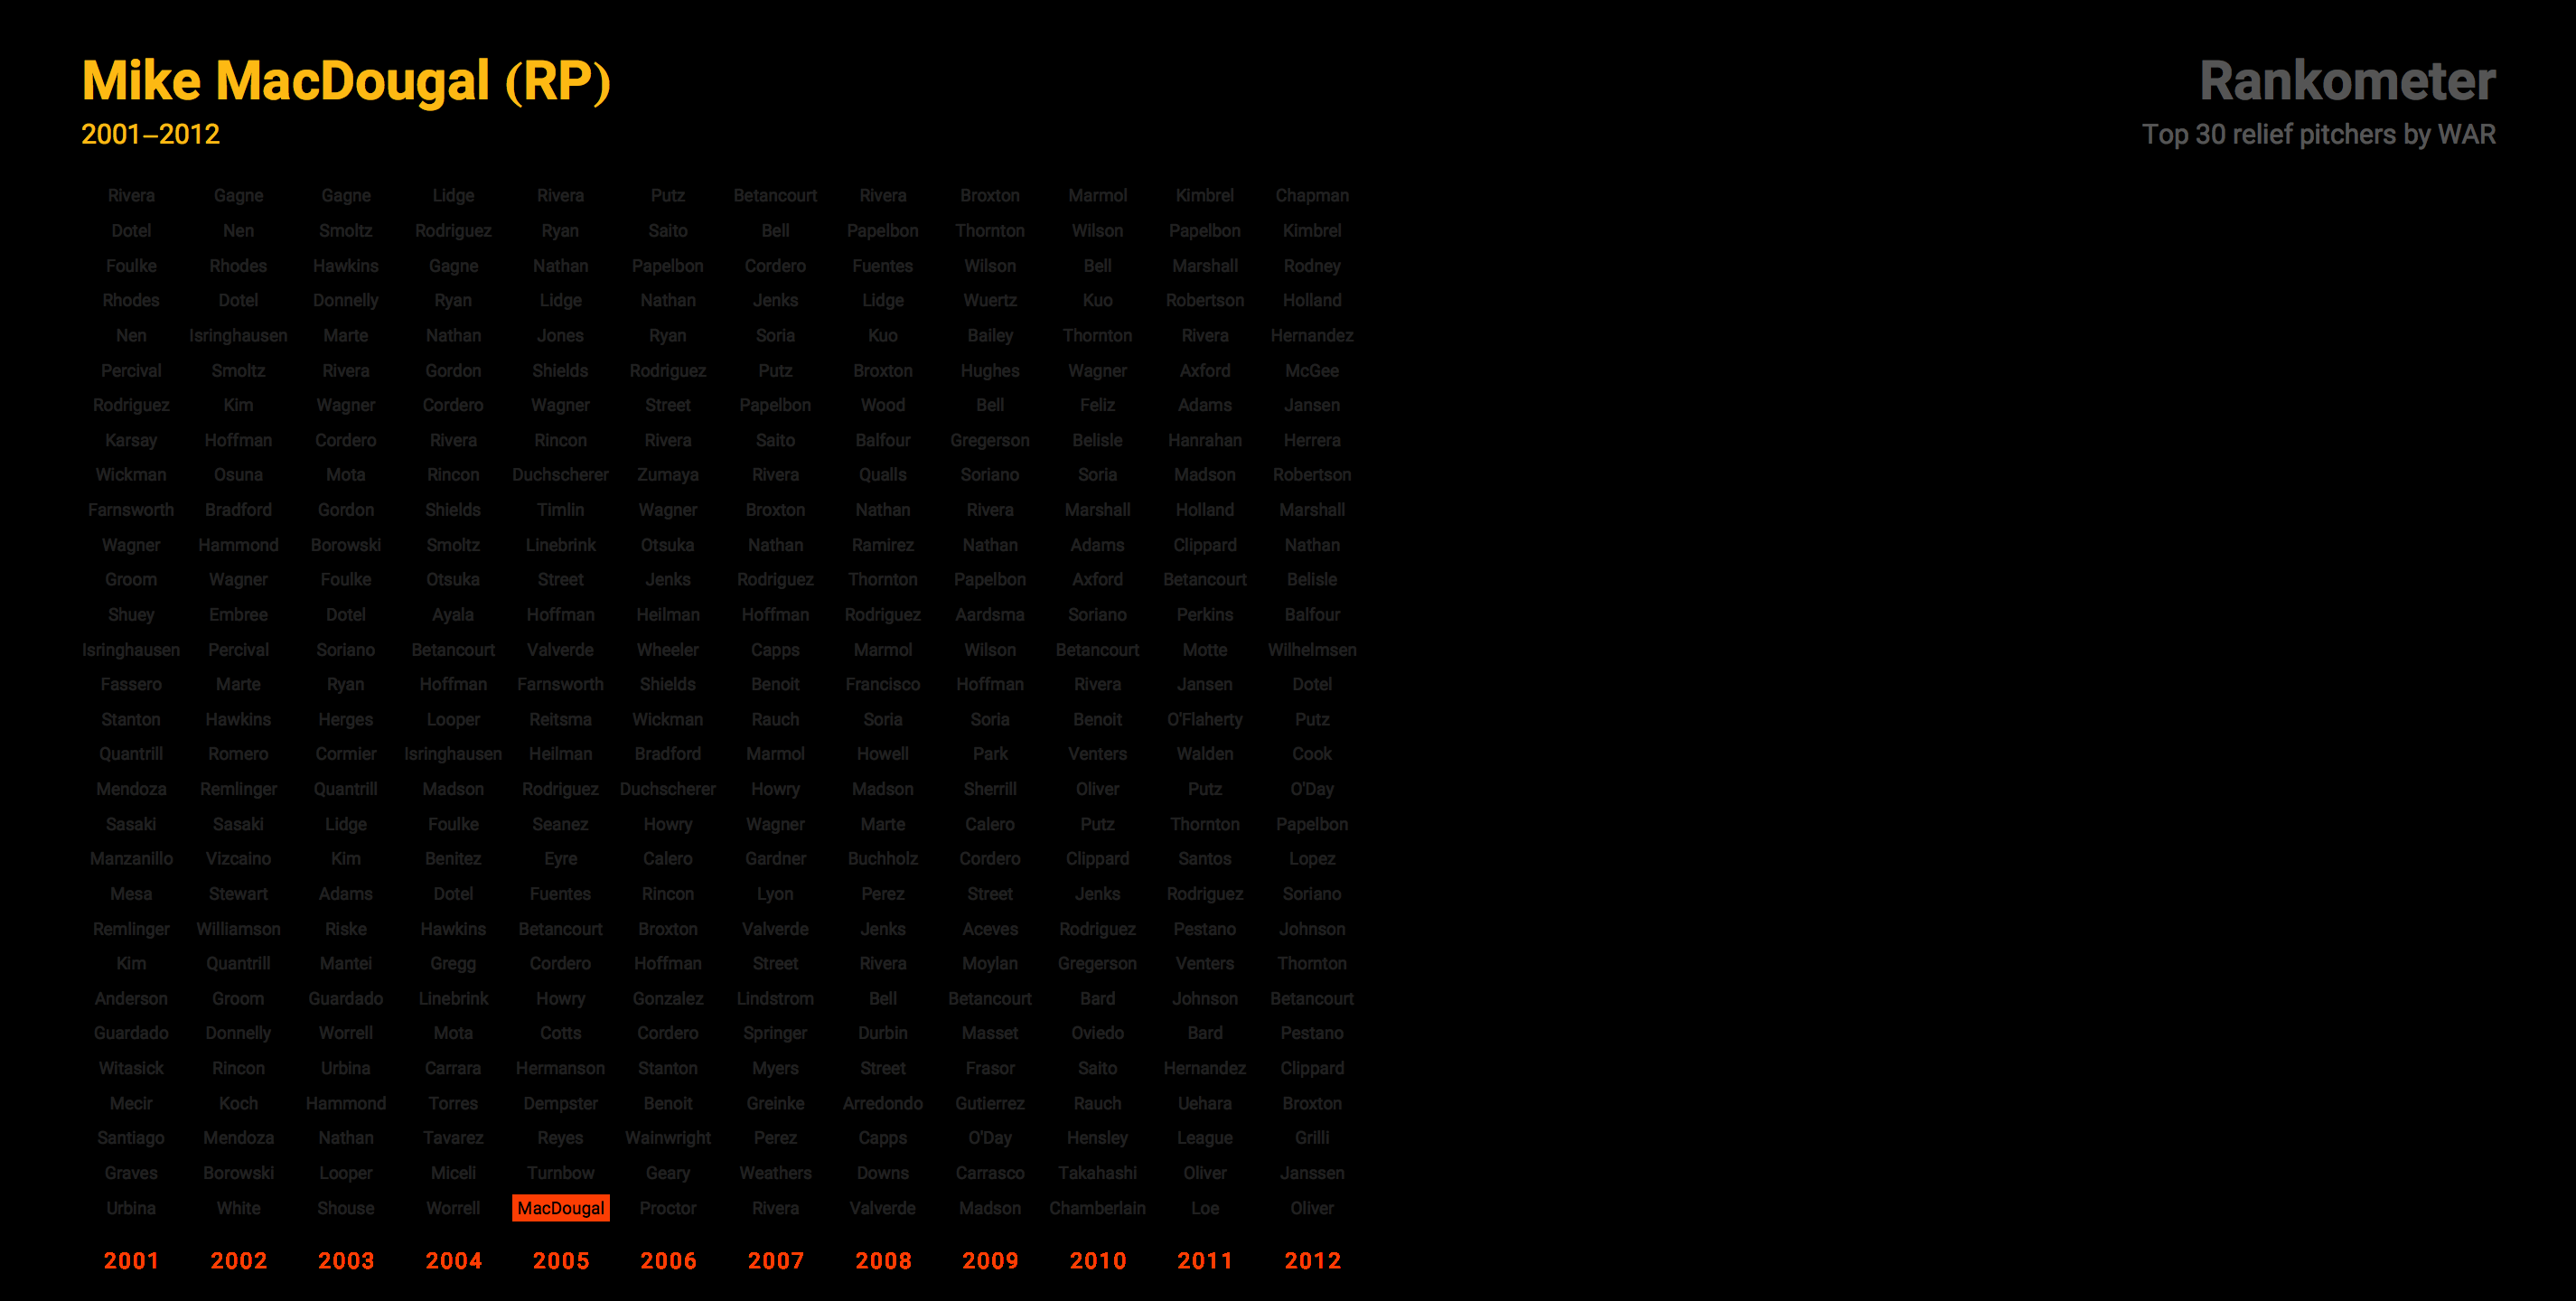 Mike MacDougal (RP)
2001–2012
Rankometer
Top 30 relief pitchers by WAR
Rivera Gagne Gagne Lidge Rivera Putz Betancourt Rivera Broxton Marmol Kimbrel Chapman
Dotel Nen Smoltz Rodriguez Ryan Saito Bell Papelbon Thornton Wilson Papelbon Kimbrel
Foulke Rhodes Hawkins Gagne Nathan Papelbon Cordero Fuentes Wilson Bell Marshall Rodney
Rhodes Dotel Donnelly Ryan Lidge Nathan Jenks Lidge Wuertz Kuo Robertson Holland
Nen Isringhausen Marte Nathan Jones Ryan Soria Kuo Bailey Thornton Rivera Hernandez
Percival Smoltz Rivera Gordon Shields Rodriguez Putz Broxton Hughes Wagner Axford McGee
Rodriguez Kim Wagner Cordero Wagner Street Papelbon Wood Bell Feliz Adams Jansen
Karsay Hoffman Cordero Rivera Rincon Rivera Saito Balfour Gregerson Belisle Hanrahan Herrera
Wickman Osuna Mota Rincon Duchscherer Zumaya Rivera Qualls Soriano Soria Madson Robertson
Farnsworth Bradford Gordon Shields Timlin Wagner Broxton Nathan Rivera Marshall Holland Marshall
Wagner Hammond Borowski Smoltz Linebrink Otsuka Nathan Ramirez Nathan Adams Clippard Nathan
Groom Wagner Foulke Otsuka Street Jenks Rodriguez Thornton Papelbon Axford Betancourt Belisle
Shuey Embree Dotel Ayala Hoffman Heilman Hoffman Rodriguez Aardsma Soriano Perkins Balfour
Isringhausen Percival Soriano Betancourt Valverde Wheeler Capps Marmol Wilson Betancourt Motte Wilhelmsen
Fassero Marte Ryan Hoffman Farnsworth Shields Benoit Francisco Hoffman Rivera Jansen Dotel
Stanton Hawkins Herges Looper Reitsma Wickman Rauch Soria Soria Benoit O'Flaherty Putz
Quantrill Romero Cormier Isringhausen Heilman Bradford Marmol Howell Park Venters Walden Cook
Mendoza Remlinger Quantrill Madson Rodriguez Duchscherer Howry Madson Sherrill Oliver Putz O'Day
Sasaki Sasaki Lidge Foulke Seanez Howry Wagner Marte Calero Putz Thornton Papelbon
Manzanillo Vizcaino Kim Benitez Eyre Calero Gardner Buchholz Cordero Clippard Santos Lopez
Mesa Stewart Adams Dotel Fuentes Rincon Lyon Perez Street Jenks Rodriguez Soriano
Remlinger Williamson Riske Hawkins Betancourt Broxton Valverde Jenks Aceves Rodriguez Pestano Johnson
Kim Quantrill Mantei Gregg Cordero Hoffman Street Rivera Moylan Gregerson Venters Thornton
Anderson Groom Guardado Linebrink Howry Gonzalez Lindstrom Bell Betancourt Bard Johnson Betancourt
Guardado Donnelly Worrell Mota Cotts Cordero Springer Durbin Masset Oviedo Bard Pestano
Witasick Rincon Urbina Carrara Hermanson Stanton Myers Street Frasor Saito Hernandez Clippard
Mecir Koch Hammond Torres Dempster Benoit Greinke Arredondo Gutierrez Rauch Uehara Broxton
Santiago Mendoza Nathan Tavarez Reyes Wainwright Perez Capps O'Day Hensley League Grilli
Graves Borowski Looper Miceli Turnbow Geary Weathers Downs Carrasco Takahashi Oliver Janssen
Urbina White Shouse Worrell MacDougal Proctor Rivera Valverde Madson Chamberlain Loe Oliver
2001 2002 2003 2004 2005 2006 2007 2008 2009 2010 2011 2012